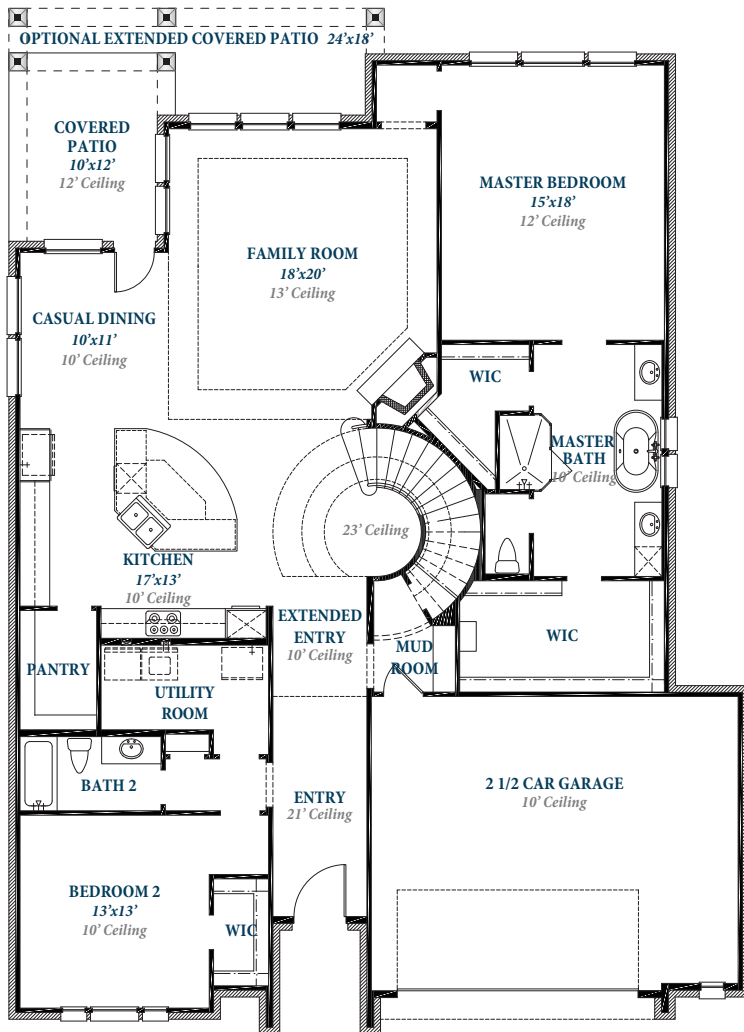 OPTIONAL EXTENDED COVERED PATIO 24'x18'
COVERED
PATIO
10'x12'
12' Ceiling
MASTER BEDROOM
15'x18'
12' Ceiling
FAMILY ROOM
18'x20'
13' Ceiling
CASUAL DINING
10'x11'
10' Ceiling
WIC
MASTER
BATH
10' Ceiling
23' Ceiling
KITCHEN
17'x13'
10' Ceiling
EXTENDED
ENTRY
10' Ceiling
MUD
ROOM
WIC
PANTRY
UTILITY
ROOM
BATH 2
ENTRY
21' Ceiling
2 1/2 CAR GARAGE
10' Ceiling
BEDROOM 2
13'x13'
10' Ceiling
WIC